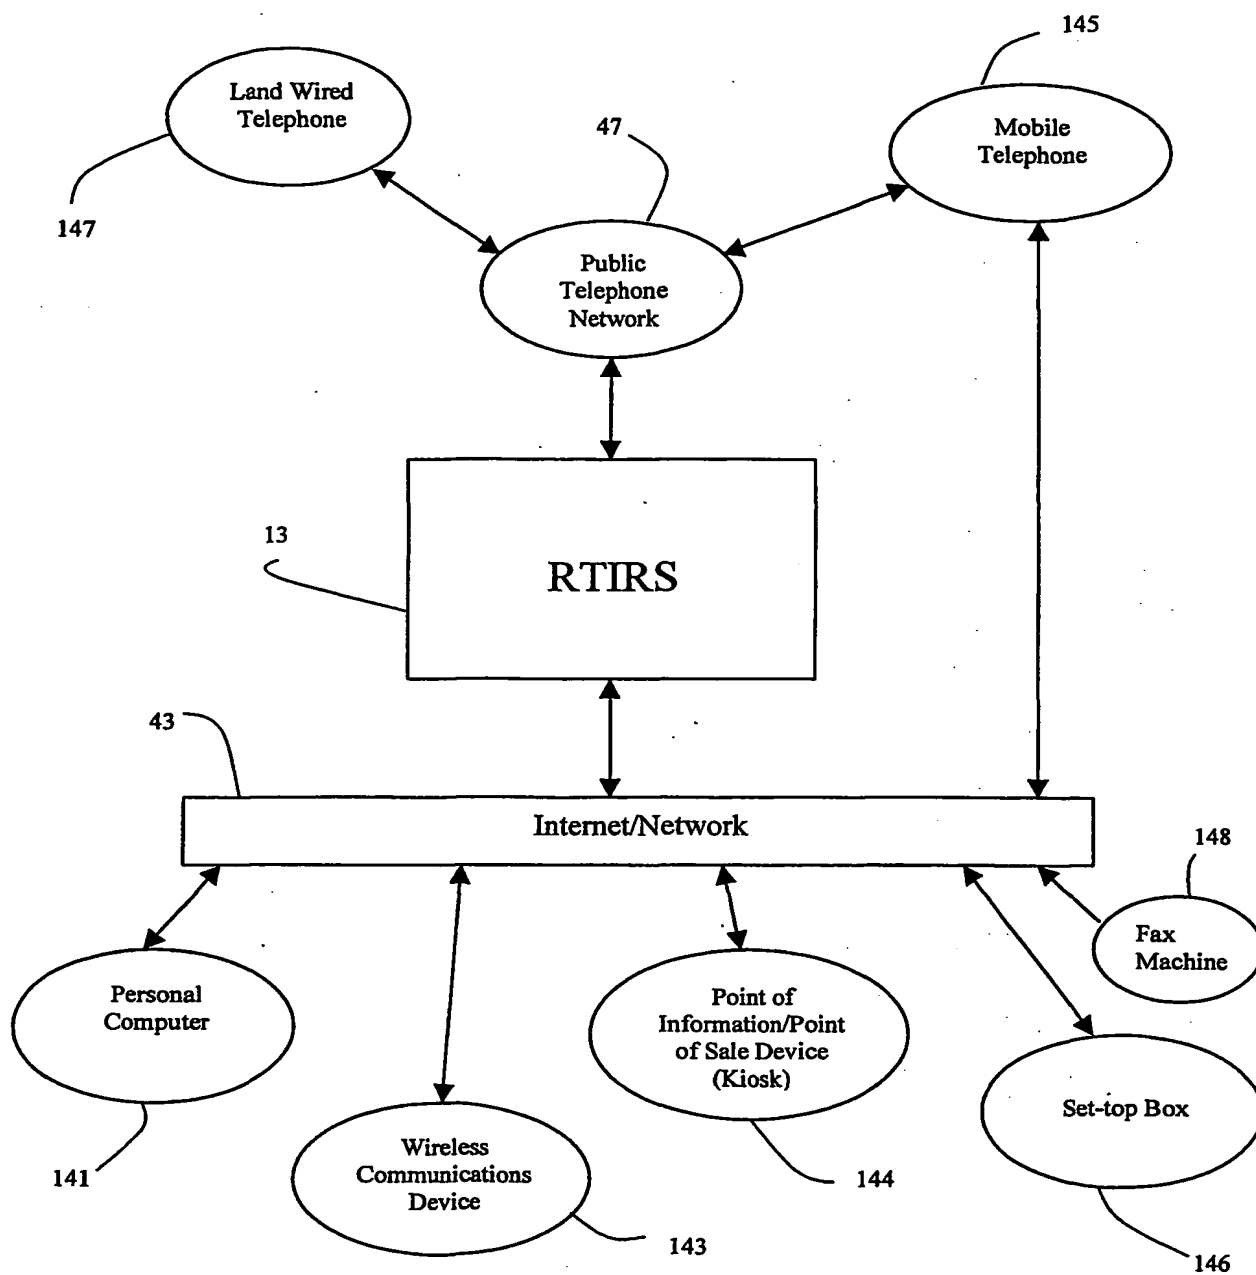 145
Land Wired
Telephone
47
Mobile
Telephone
147
Public
Telephone
Network
13
RTIRS
43
Internet/Network
148
Fax
Machine
Personal
Computer
Point of
Information/Point
of Sale Device
(Kiosk)
Set-top Box
141
Wireless
Communications
Device
144
143
146